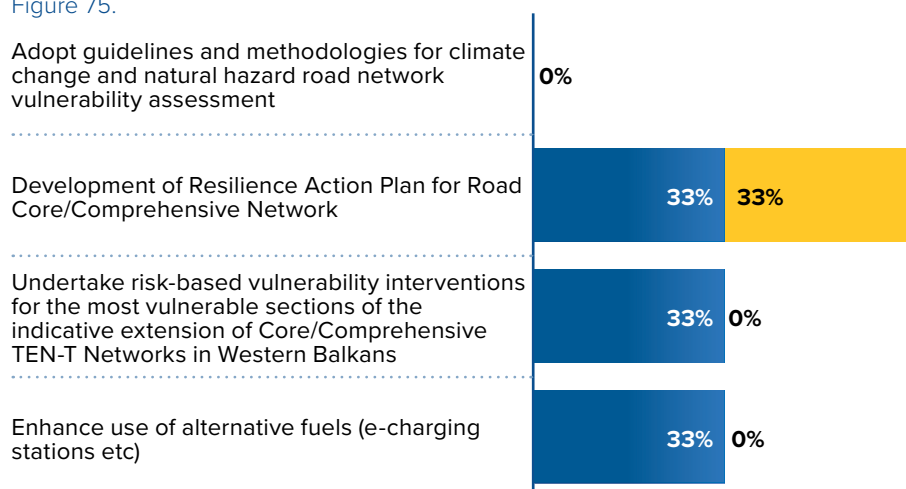 Figure 75.
Adopt guidelines and methodologies for climate
change and natural hazard road network
vulnerability assessment
0%
Development of Resilience Action Plan for Road
Core/Comprehensive Network
33% 33%
Undertake risk-based vulnerability interventions
for the most vulnerable sections of the
indicative extension of Core/Comprehensive
TEN-T Networks in Western Balkans
33% 0%
Enhance use of alternative fuels (e-charging
stations etc)
33% 0%